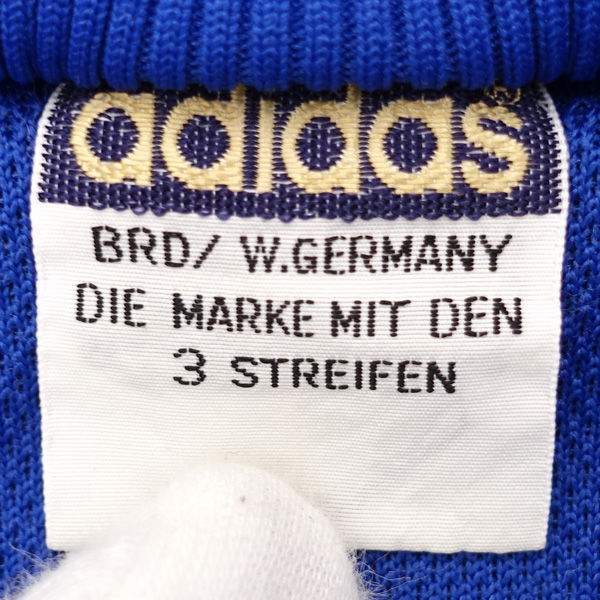 adidas®
BRD/ W.GERMANY
DIE MARKE MIT DEN
3 STREIFEN